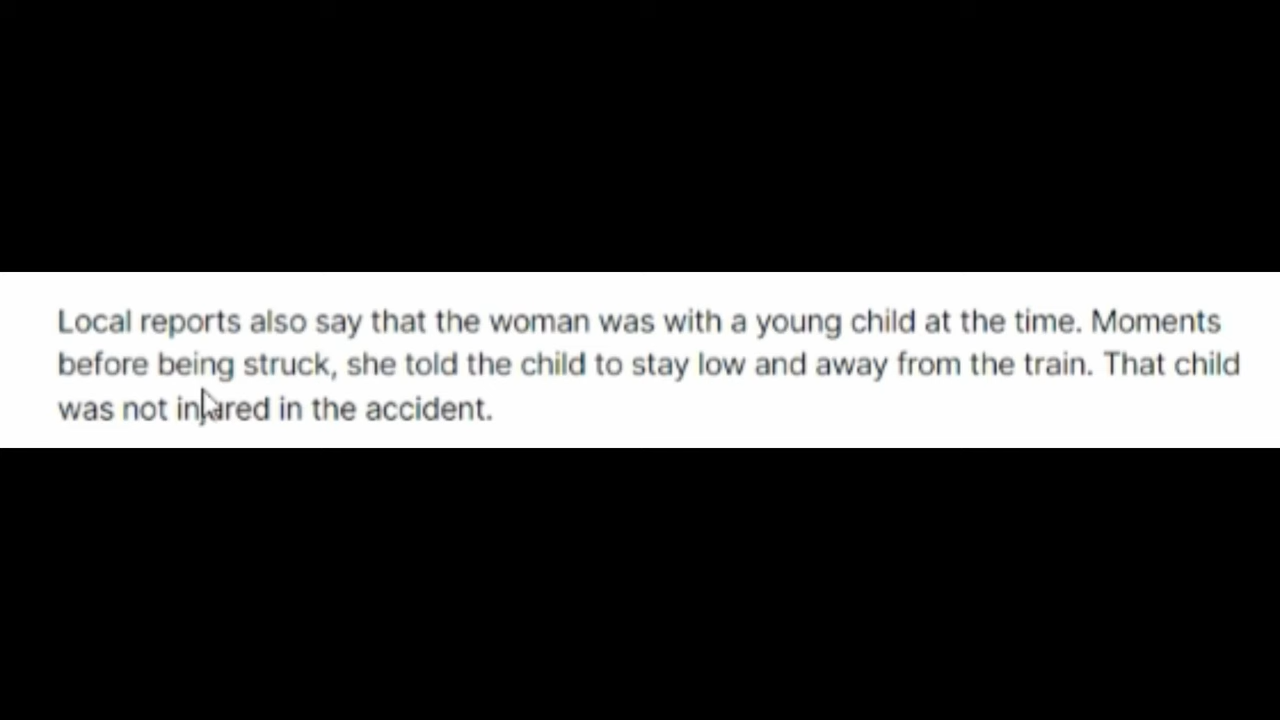 Local reports also say that the woman was with a young child at the time. Moments
before being struck, she told the child to stay low and away from the train. That child
was not injured in the accident.